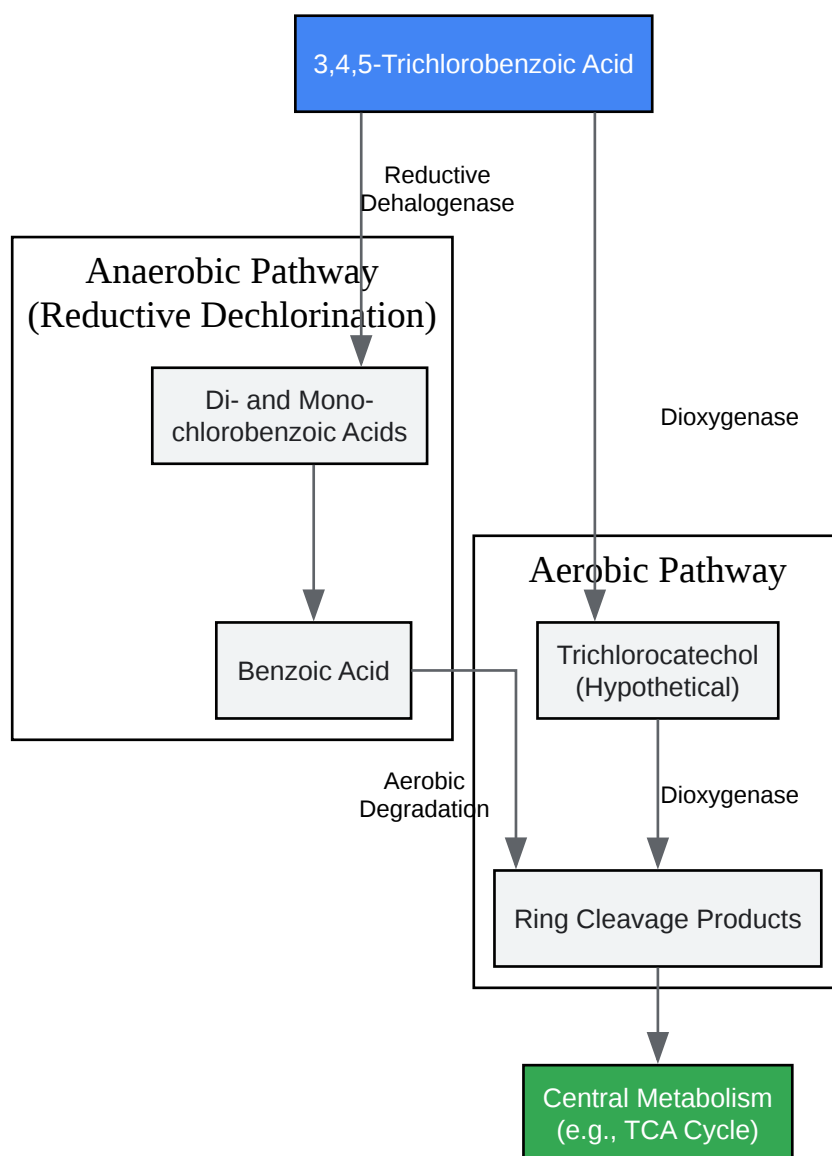 3,4,5-Trichlorobenzoic Acid
Reductive
Dehalogenase
Anaerobic Pathway
(Reductive Dechlorination)
Di- and Mono-
chlorobenzoic Acids
Dioxygenase
Aerobic Pathway
Benzoic Acid
Trichlorocatechol
(Hypothetical)
Aerobic
Degradation
Dioxygenase
Ring Cleavage Products
Central Metabolism
(e.g., TCA Cycle)